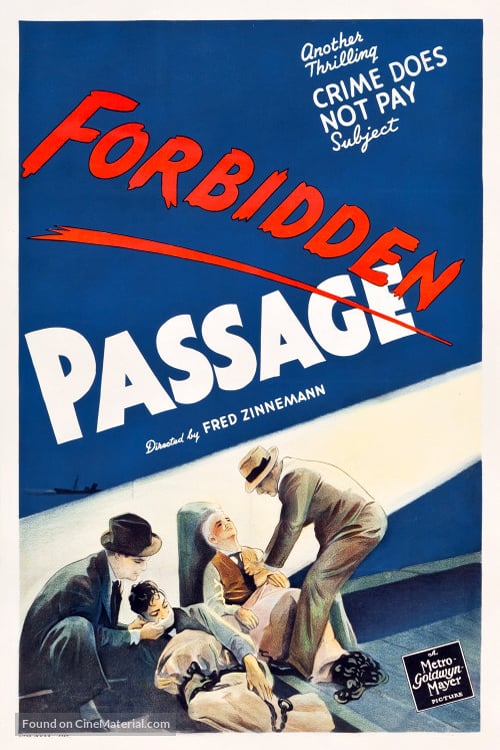 Another
Thrilling
CRIME DOES
NOT PAY
Subject
FORBIDDEN
PASSAGE
Directed by FRED ZINNEMANN
A
Metro-
Goldwyn-
Mayer
PICTURE
Found on CineMaterial.com